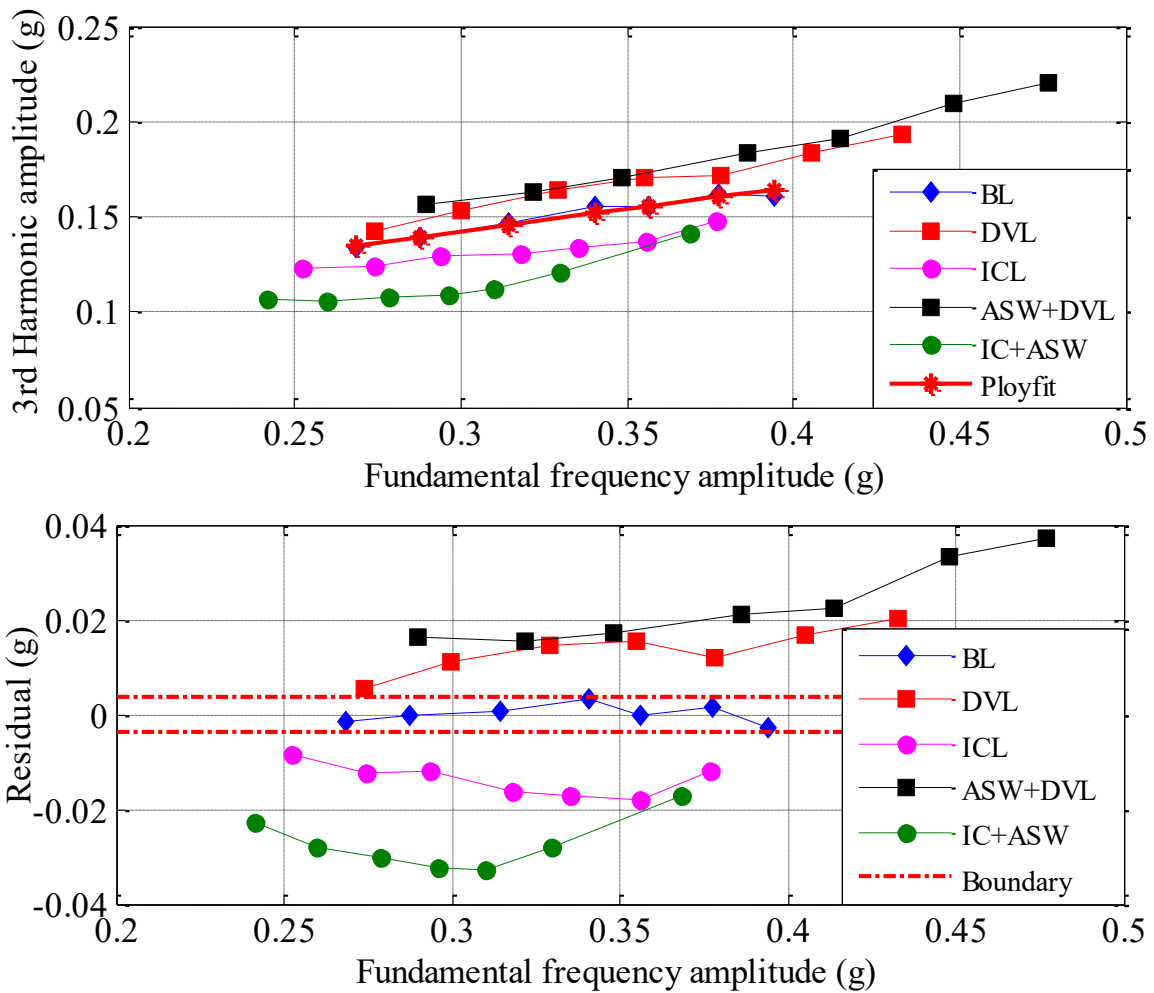 0.25
0.2
0.15
0.1
0.05
3rd Harmonic amplitude (g)
BL
DVL
ICL
ASW+DVL
IC+ASW
Ployfit
0.2 0.25 0.3 0.35 0.4 0.45 0.5
Fundamental frequency amplitude (g)
0.04
0.02
0
-0.02
-0.04
Residual (g)
BL
DVL
ICL
ASW+DVL
IC+ASW
Boundary
0.2 0.25 0.3 0.35 0.4 0.45 0.5
Fundamental frequency amplitude (g)